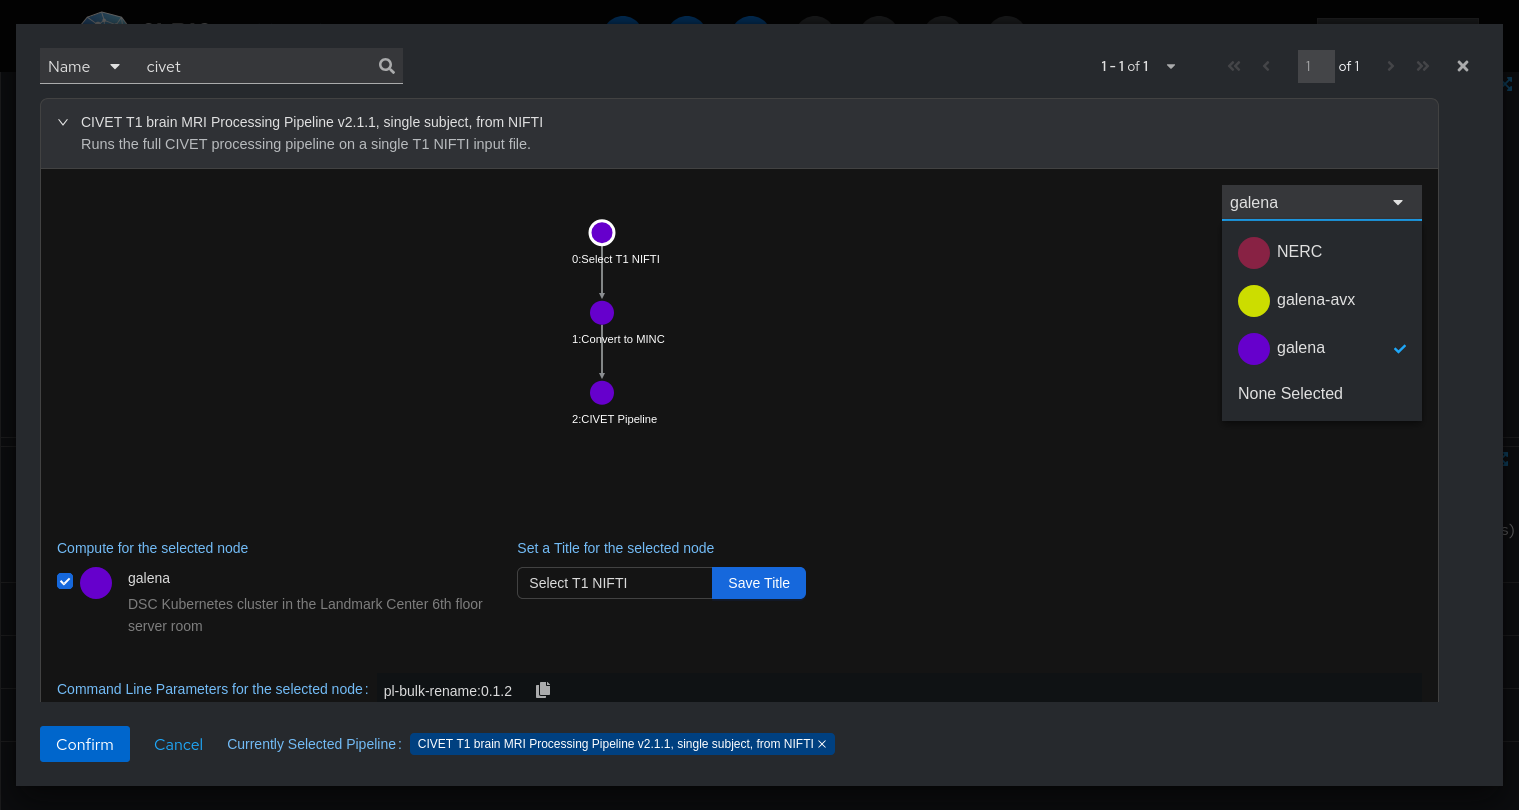 Name
civet
1 - 1 of 1
1
of 1
CIVET T1 brain MRI Processing Pipeline v2.1.1, single subject, from NIFTI
Runs the full CIVET processing pipeline on a single T1 NIFTI input file.
galena
NERC
galena-avx
galena
None Selected
0:Select T1 NIFTI
1:Convert to MINC
2:CIVET Pipeline
Compute for the selected node
galena
DSC Kubernetes cluster in the Landmark Center 6th floor
server room
Set a Title for the selected node
Select T1 NIFTI
Save Title
Command Line Parameters for the selected node:
pl-bulk-rename:0.1.2
Confirm
Cancel
Currently Selected Pipeline:
CIVET T1 brain MRI Processing Pipeline v2.1.1, single subject, from NIFTI
s)